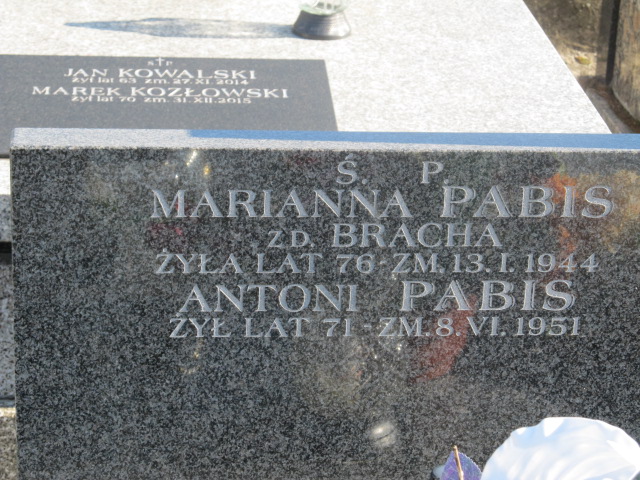 Ś † P
JAN KOWALSKI
żył lat 63 zm. 27.XI.2014
MAREK KOZŁOWSKI
żył lat 70 zm. 31.XII.2015
Ś. P.
MARIANNA PABIS
ZD. BRACHA
ŻYŁA LAT 76 - ZM. 13. I. 1944
ANTONI PABIS
ŻYŁ LAT 71 - ZM. 8. VI. 1951